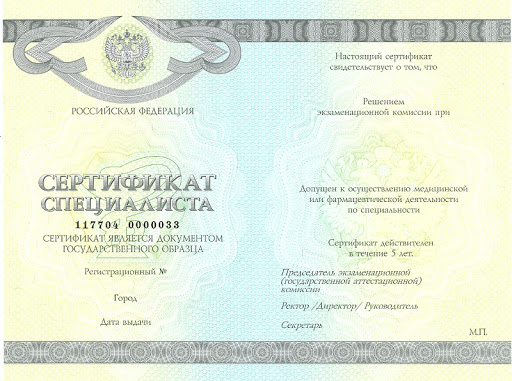 РОССИЙСКАЯ ФЕДЕРАЦИЯ
СЕРТИФИКАТ
СПЕЦИАЛИСТА
117704 0000033
СЕРТИФИКАТ ЯВЛЯЕТСЯ ДОКУМЕНТОМ
ГОСУДАРСТВЕННОГО ОБРАЗЦА
Регистрационный №
Город
Дата выдачи
Настоящий сертификат
свидетельствует о том, что
Решением
экзаменационной комиссии при
Допущен к осуществлению медицинской
или фармацевтической деятельности
по специальности
Сертификат действителен
в течение 5 лет.
Председатель экзаменационной
(государственной аттестационной)
комиссии
Ректор /Директор/ Руководитель
Секретарь
М.П.